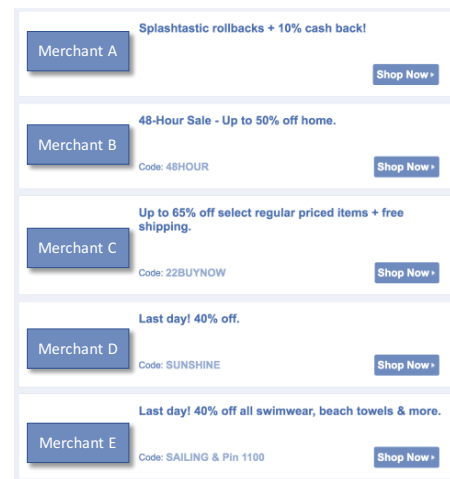 Splashtastic rollbacks + 10% cash back!
Merchant A
Shop Now
48-Hour Sale - Up to 50% off home.
Merchant B
Code: 48HOUR
Shop Now
Up to 65% off select regular priced items + free
shipping.
Merchant C
Code: 22BUYNOW
Shop Now
Last day! 40% off.
Merchant D
Code: SUNSHINE
Shop Now
Last day! 40% off all swimwear, beach towels & more.
Merchant E
Code: SAILING & Pin 1100
Shop Now